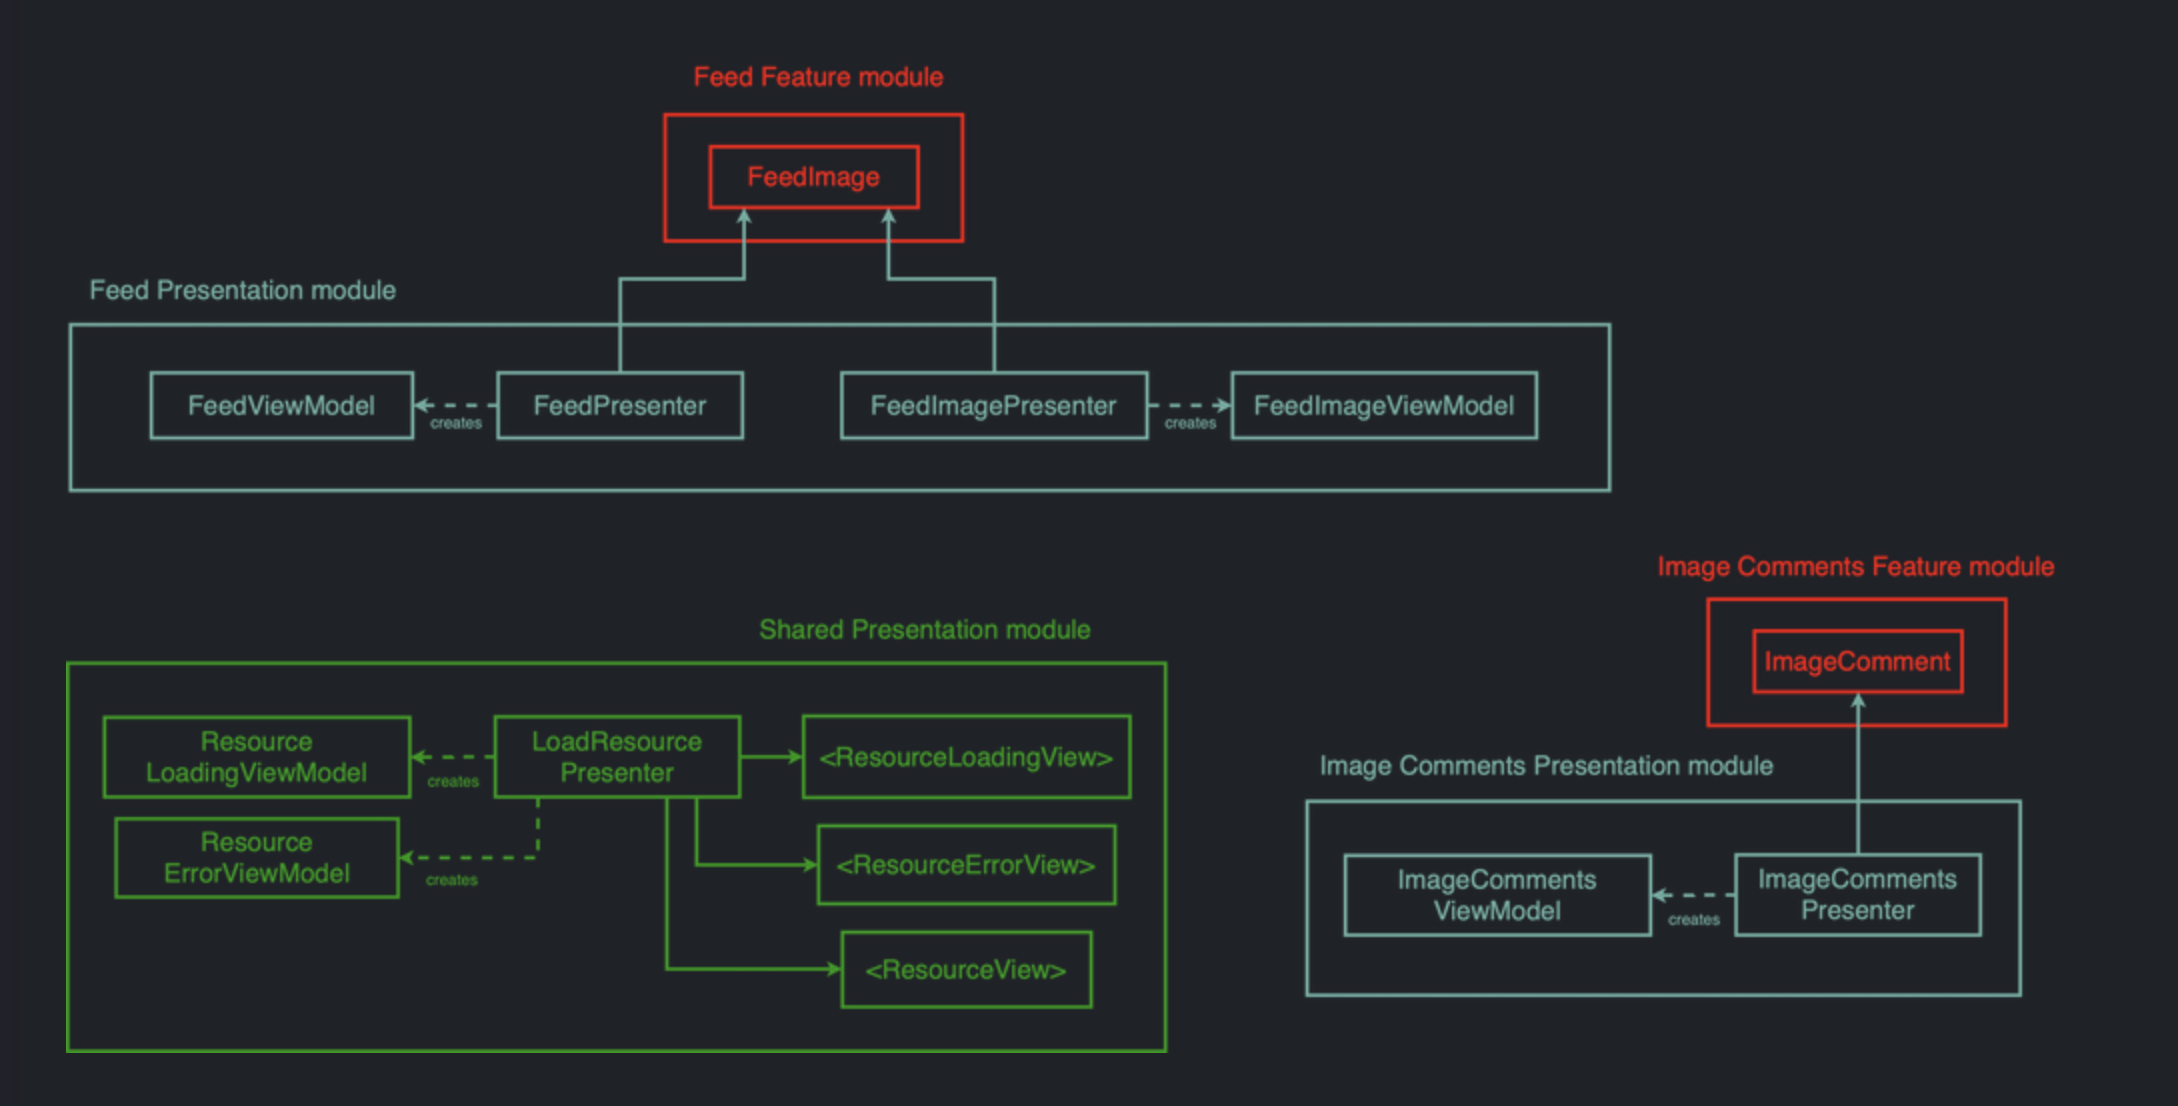 Feed Feature module
FeedImage
Feed Presentation module
FeedViewModel
creates
FeedPresenter
FeedImagePresenter
creates
FeedImageViewModel
Image Comments Feature module
ImageComment
Shared Presentation module
Resource
LoadingViewModel
creates
LoadResource
Presenter
<ResourceLoadingView>
Resource
ErrorViewModel
creates
<ResourceErrorView>
<ResourceView>
Image Comments Presentation module
ImageComments
ViewModel
creates
ImageComments
Presenter